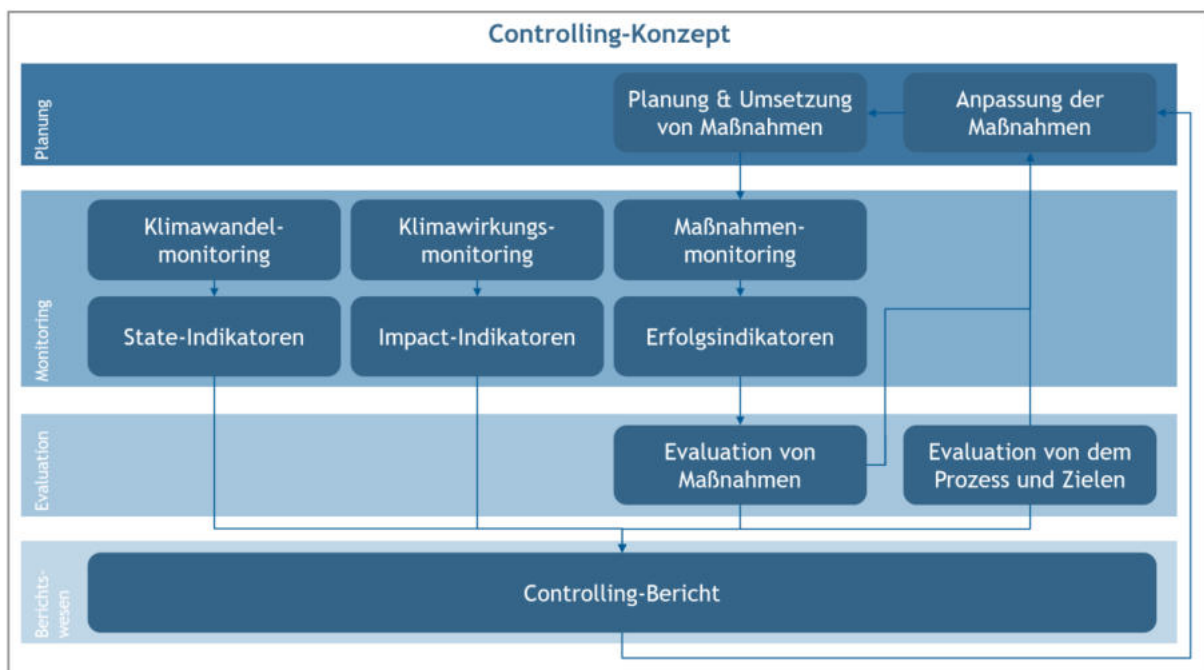 Controlling-Konzept
Planung
Planung & Umsetzung
von Maßnahmen
Anpassung der
Maßnahmen
Monitoring
Klimawandel-
monitoring
Klimawirkungs-
monitoring
Maßnahmen-
monitoring
State-Indikatoren
Impact-Indikatoren
Erfolgsindikatoren
Evaluation
Evaluation von
Maßnahmen
Evaluation von dem
Prozess und Zielen
Berichts-
wesen
Controlling-Bericht